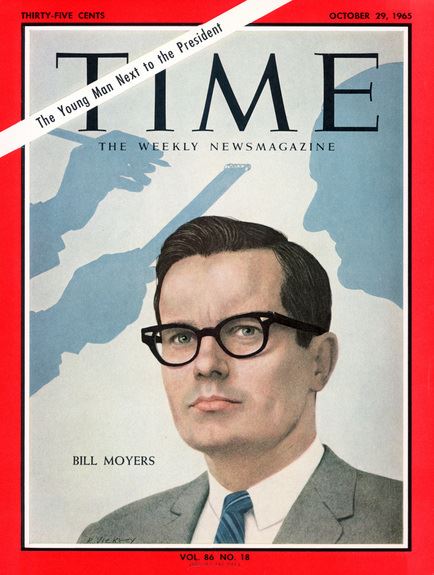 THIRTY-FIVE CENTS
OCTOBER 29, 1965
The Young Man Next to the President
TIME
THE WEEKLY NEWSMAGAZINE
BILL MOYERS
R. Vickrey
VOL. 86 NO. 18